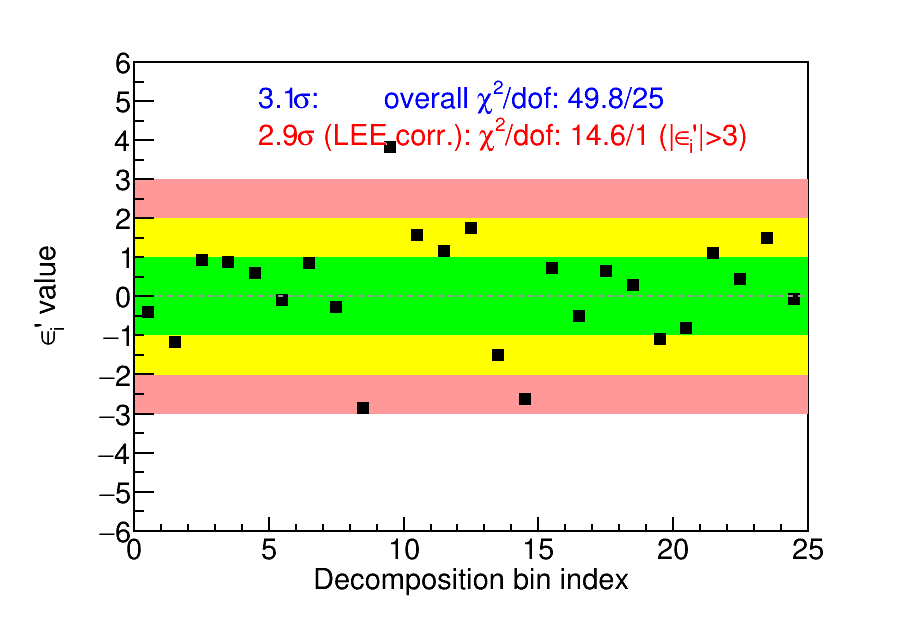 3.1σ: overall χ²/dof: 49.8/25
2.9σ (LEE corr.): χ²/dof: 14.6/1 (|ϵᵢ'|>3)
6
5
4
3
2
1
0
−1
−2
−3
−4
−5
−6
ϵᵢ' value
0 5 10 15 20 25
Decomposition bin index